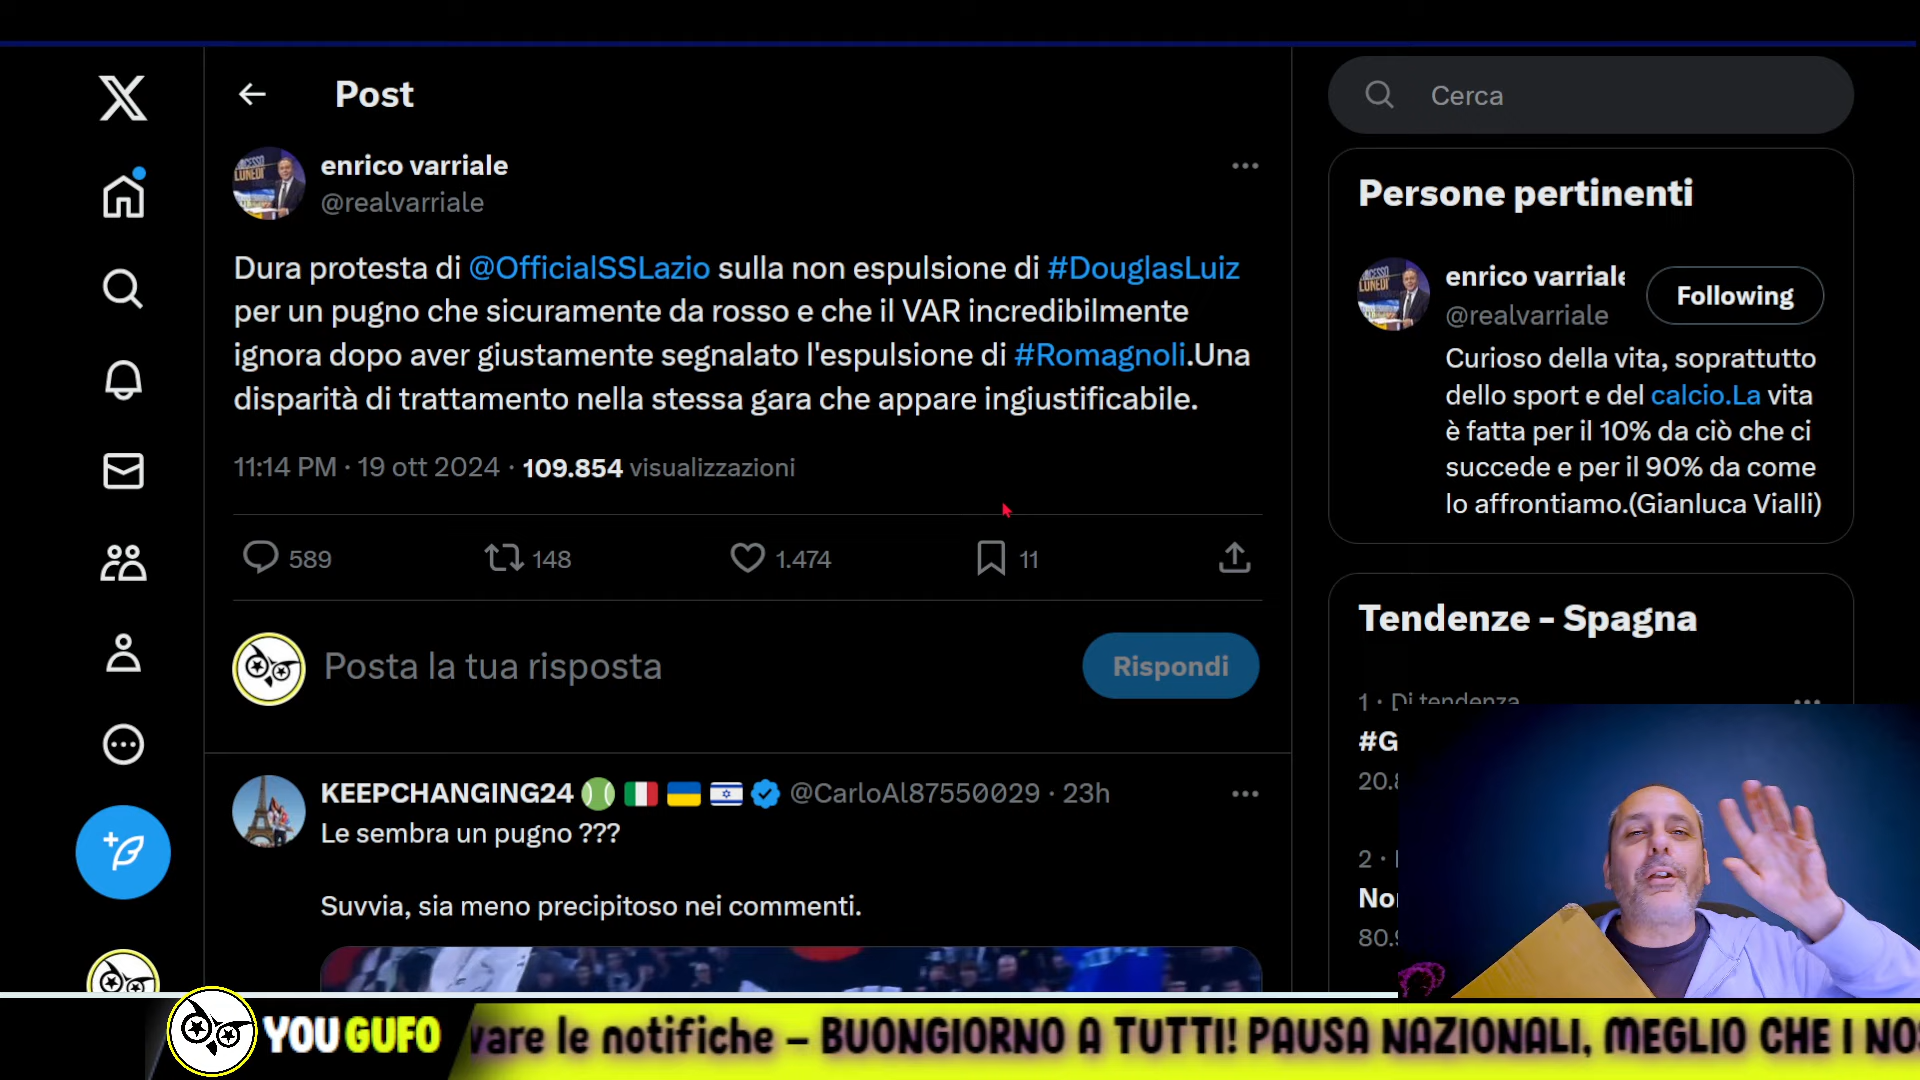 Post
Cerca
enrico varriale
@realvarriale
Dura protesta di @OfficialSSLazio sulla non espulsione di #DouglasLuiz
per un pugno che sicuramente da rosso e che il VAR incredibilmente
ignora dopo aver giustamente segnalato l'espulsione di #Romagnoli.Una
disparità di trattamento nella stessa gara che appare ingiustificabile.
11:14 PM · 19 ott 2024 · 109.854 visualizzazioni
589
148
1.474
11
Posta la tua risposta
Rispondi
KEEPCHANGING24 @CarloAl87550029 · 23h
Le sembra un pugno ???
Suvvia, sia meno precipitoso nei commenti.
Persone pertinenti
enrico varriale
@realvarriale
Following
Curioso della vita, soprattutto
dello sport e del calcio.La vita
è fatta per il 10% da ciò che ci
succede e per il 90% da come
lo affrontiamo.(Gianluca Vialli)
Tendenze - Spagna
1 · Di tendenza
#G
20.8
2 ·
Non
80.9
YOU GUFO
vare le notifiche – BUONGIORNO A TUTTI! PAUSA NAZIONALI, MEGLIO CHE I NOS